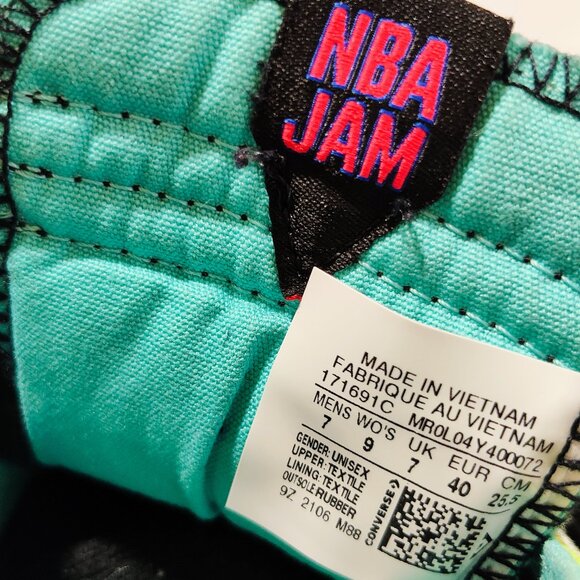 NBA
JAM
MADE IN VIETNAM
FABRIQUE AU VIETNAM
171691C MR0L04Y400072
MENS WO'S UK EUR CM
7 9 7 40 25.5
GENDER: UNISEX
UPPER: TEXTILE
LINING: TEXTILE
OUTSOLE: RUBBER
9Z 2106 M88
CONVERSE